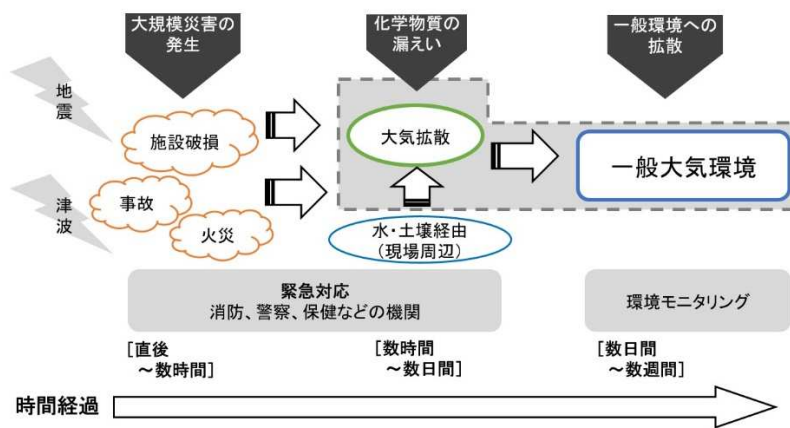 大規模災害の
発生
化学物質の
漏えい
一般環境への
拡散
地震
津波
施設破損
事故
火災
大気拡散
水・土壌経由
(現場周辺)
一般大気環境
緊急対応
消防、警察、保健などの機関
環境モニタリング
[直後
～数時間]
[数時間
～数日間]
[数日間
～数週間]
時間経過